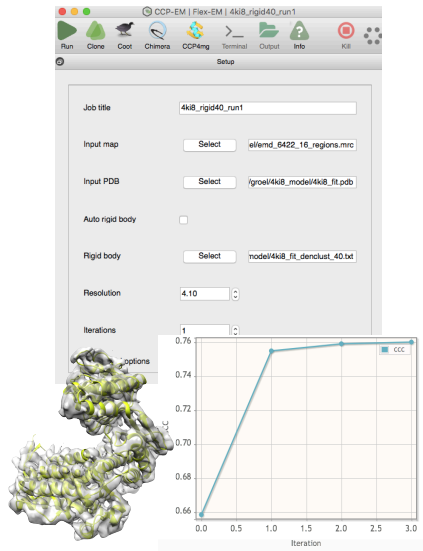 CCP-EM | Flex-EM | 4ki8_rigid40_run1
Run Clone Coot Chimera CCP4mg Terminal Output Info Kill
Setup
Job title 4ki8_rigid40_run1
Input map Select el/emd_6422_16_regions.mrc
Input PDB Select /groel/4ki8_model/4ki8_fit.pdb
Auto rigid body
Rigid body Select model/4ki8_fit_denclust_40.txt
Resolution 4.10
Iterations 1
options
0.76
CCC
0.74
0.72
0.70
0.68
0.66
0.0 0.5 1.0 1.5 2.0 2.5 3.0
Iteration